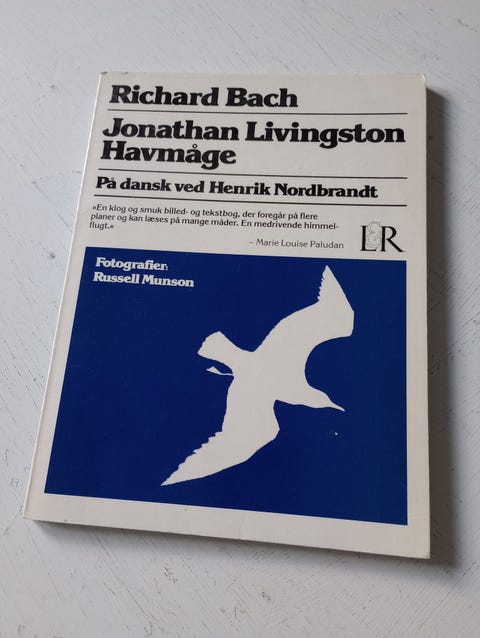 Richard Bach
Jonathan Livingston
Havmåge
På dansk ved Henrik Nordbrandt
»En klog og smuk billed- og tekstbog, der foregår på flere
planer og kan læses på mange måder. En medrivende himmel-
flugt.«
– Marie Louise Paludan
L&R
Fotografier:
Russell Munson